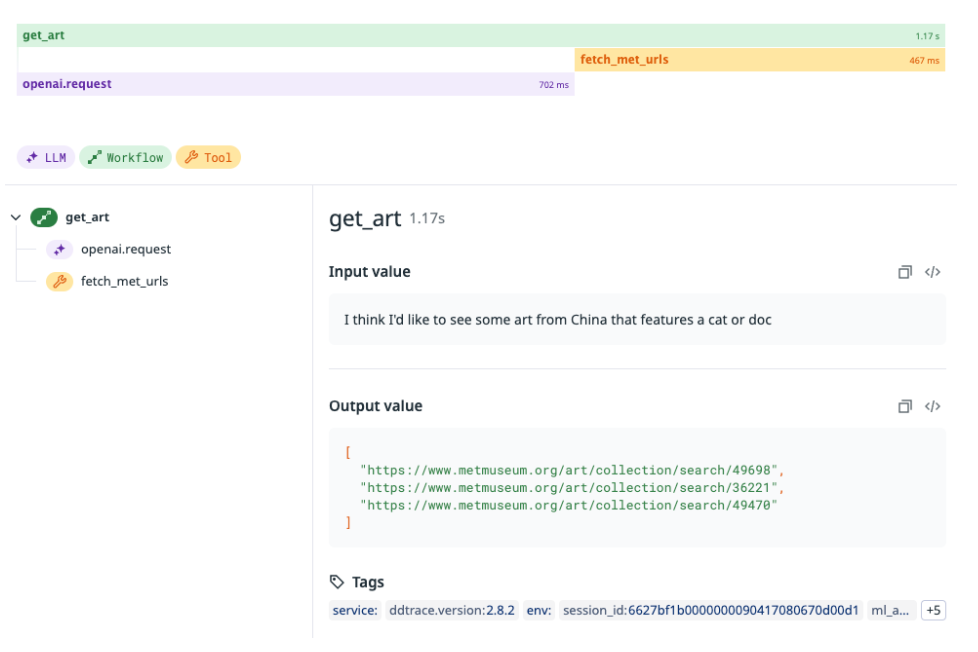 get_art 1.17 s
fetch_met_urls 467 ms
openai.request 702 ms
LLM Workflow Tool
get_art
openai.request
fetch_met_urls
get_art 1.17s
Input value
I think I'd like to see some art from China that features a cat or doc
Output value
[
"https://www.metmuseum.org/art/collection/search/49698",
"https://www.metmuseum.org/art/collection/search/36221",
"https://www.metmuseum.org/art/collection/search/49470"
]
Tags
service: ddtrace.version:2.8.2 env: session_id:6627bf1b0000000090417080670d00d1 ml_a... +5